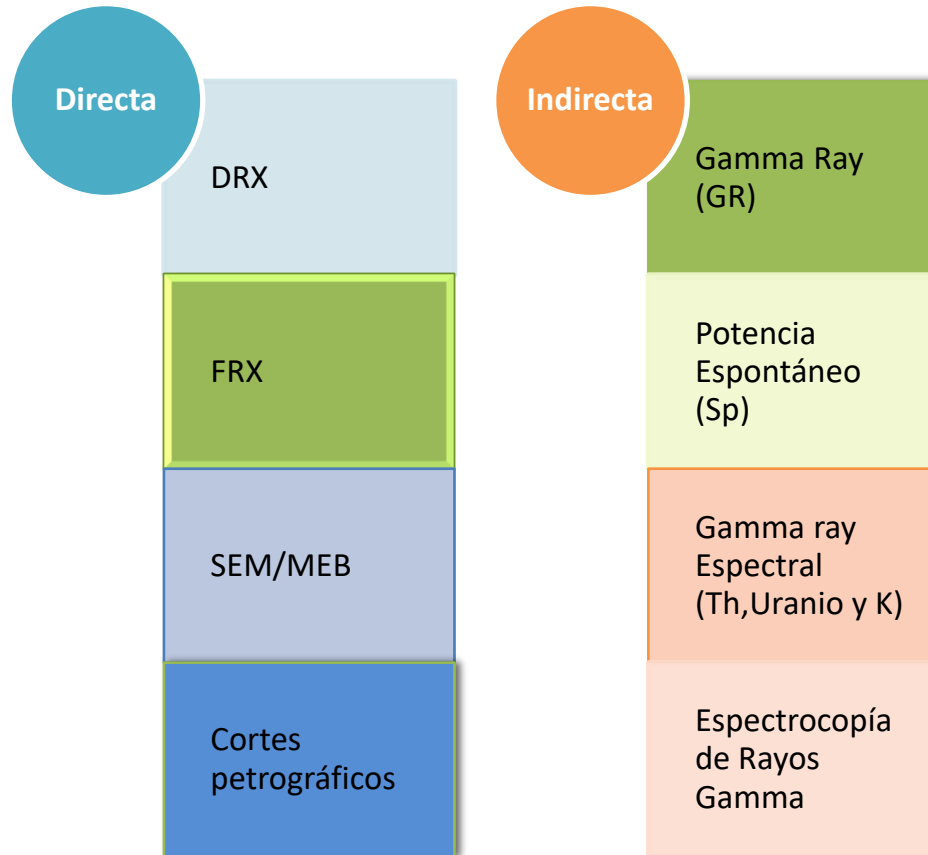 Directa
DRX
FRX
SEM/MEB
Cortes
petrográficos
Indirecta
Gamma Ray
(GR)
Potencia
Espontáneo
(Sp)
Gamma ray
Espectral
(Th,Uranio y K)
Espectrocopía
de Rayos
Gamma